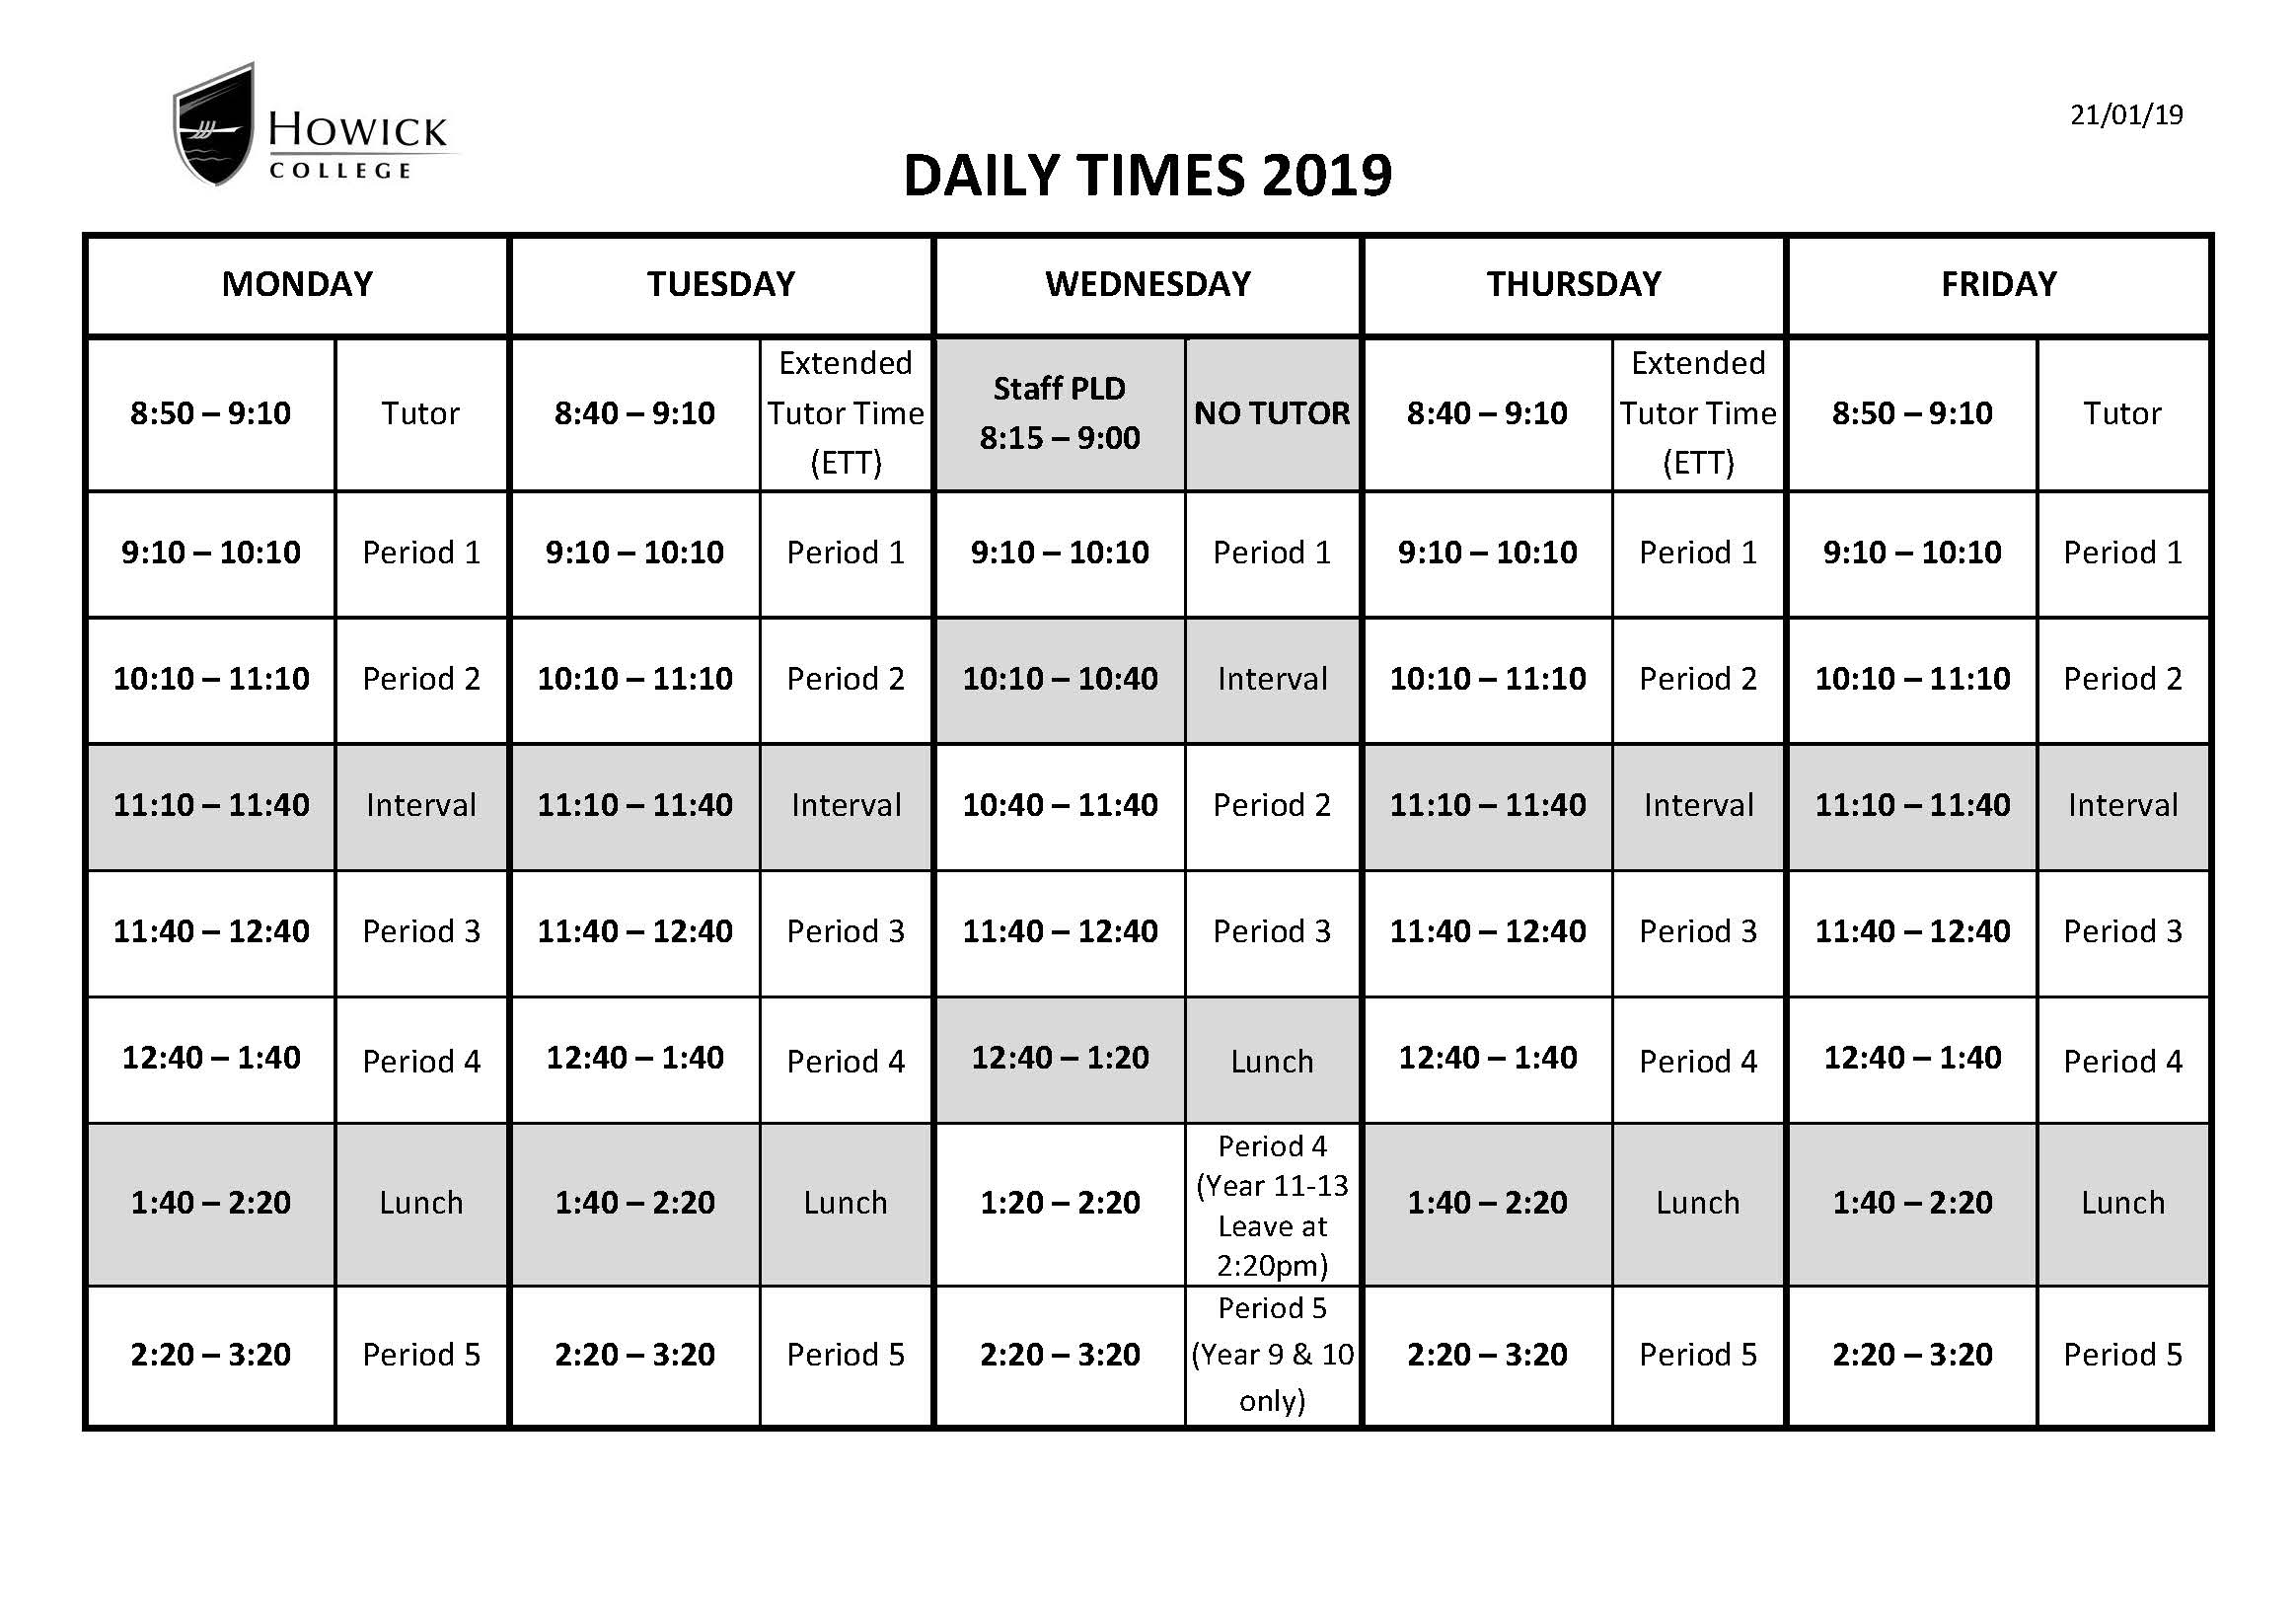 HOWICK
COLLEGE
21/01/19
DAILY TIMES 2019
MONDAY TUESDAY WEDNESDAY THURSDAY FRIDAY
8:50 – 9:10 Tutor 8:40 – 9:10 Extended Tutor Time (ETT) Staff PLD 8:15 – 9:00 NO TUTOR 8:40 – 9:10 Extended Tutor Time (ETT) 8:50 – 9:10 Tutor
9:10 – 10:10 Period 1 9:10 – 10:10 Period 1 9:10 – 10:10 Period 1 9:10 – 10:10 Period 1 9:10 – 10:10 Period 1
10:10 – 11:10 Period 2 10:10 – 11:10 Period 2 10:10 – 10:40 Interval 10:10 – 11:10 Period 2 10:10 – 11:10 Period 2
11:10 – 11:40 Interval 11:10 – 11:40 Interval 10:40 – 11:40 Period 2 11:10 – 11:40 Interval 11:10 – 11:40 Interval
11:40 – 12:40 Period 3 11:40 – 12:40 Period 3 11:40 – 12:40 Period 3 11:40 – 12:40 Period 3 11:40 – 12:40 Period 3
12:40 – 1:40 Period 4 12:40 – 1:40 Period 4 12:40 – 1:20 Lunch 12:40 – 1:40 Period 4 12:40 – 1:40 Period 4
1:40 – 2:20 Lunch 1:40 – 2:20 Lunch 1:20 – 2:20 Period 4 (Year 11-13 Leave at 2:20pm) 1:40 – 2:20 Lunch 1:40 – 2:20 Lunch
2:20 – 3:20 Period 5 2:20 – 3:20 Period 5 2:20 – 3:20 Period 5 (Year 9 & 10 only) 2:20 – 3:20 Period 5 2:20 – 3:20 Period 5